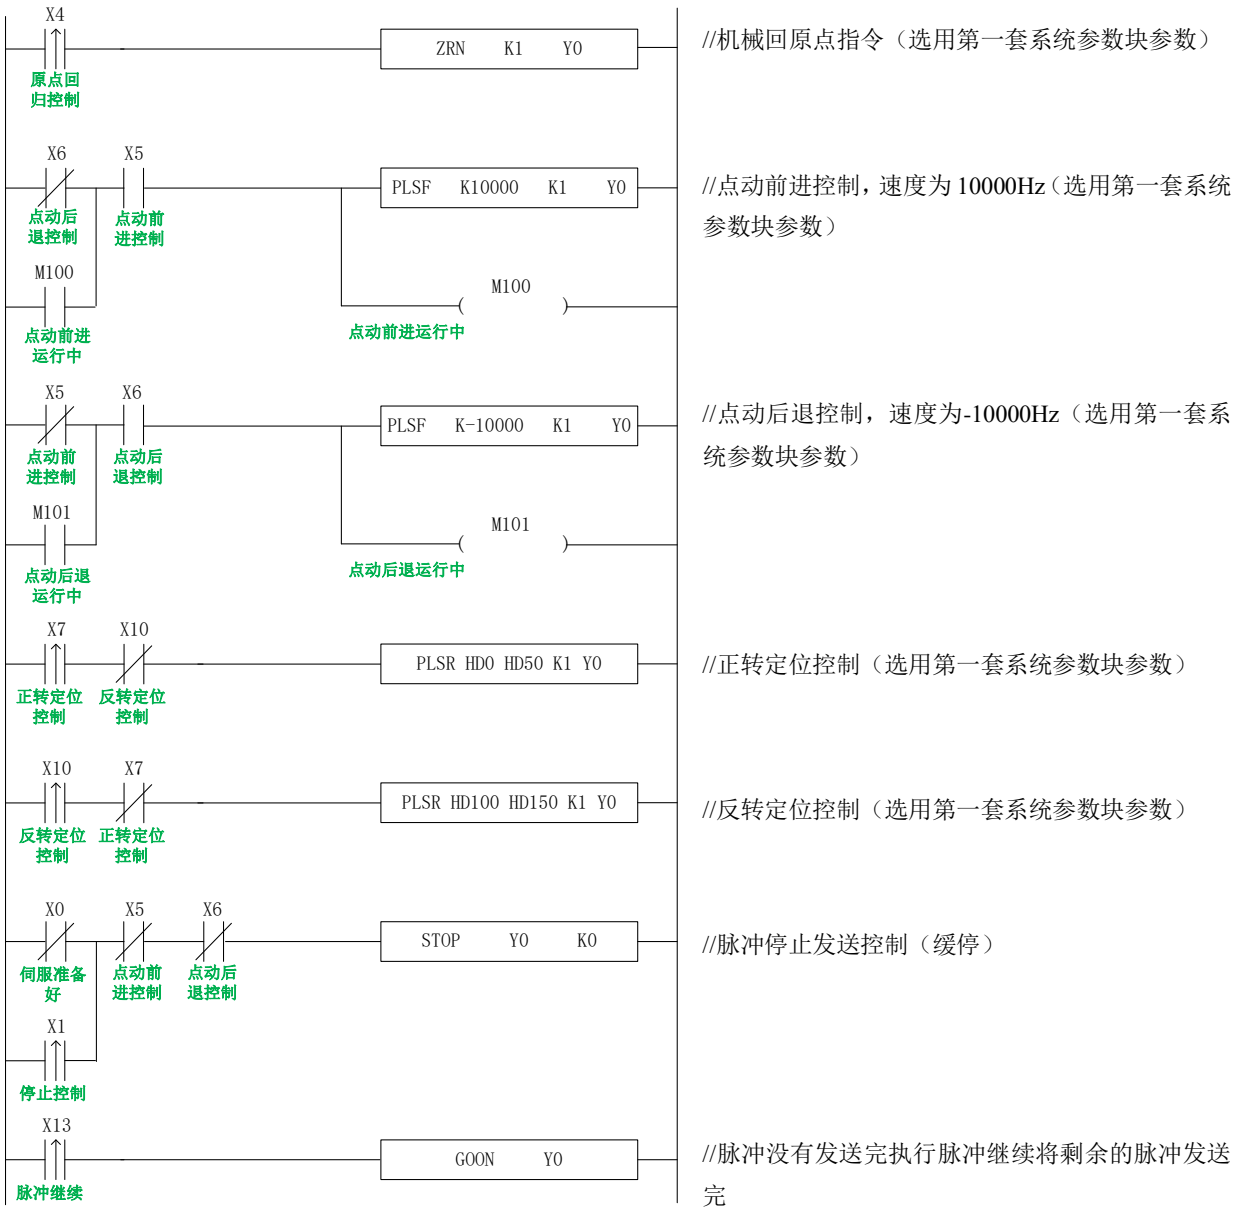 X4
ZRN K1 Y0
//机械回原点指令（选用第一套系统参数块参数）
原点回
归控制
X6 X5
PLSF K10000 K1 Y0
//点动前进控制，速度为 10000Hz（选用第一套系统
参数块参数）
点动后
退控制
点动前
进控制
M100
M100
点动前进
运行中
点动前进运行中
X5 X6
PLSF K-10000 K1 Y0
//点动后退控制，速度为-10000Hz（选用第一套系
统参数块参数）
点动前
进控制
点动后
退控制
M101
M101
点动后退
运行中
点动后退运行中
X7 X10
PLSR HD0 HD50 K1 Y0
//正转定位控制（选用第一套系统参数块参数）
正转定位
控制
反转定位
控制
X10 X7
PLSR HD100 HD150 K1 Y0
//反转定位控制（选用第一套系统参数块参数）
反转定位
控制
正转定位
控制
X0 X5 X6
STOP Y0 K0
//脉冲停止发送控制（缓停）
伺服准备
好
点动前
进控制
点动后
退控制
X1
停止控制
X13
GOON Y0
//脉冲没有发送完执行脉冲继续将剩余的脉冲发送
完
脉冲继续